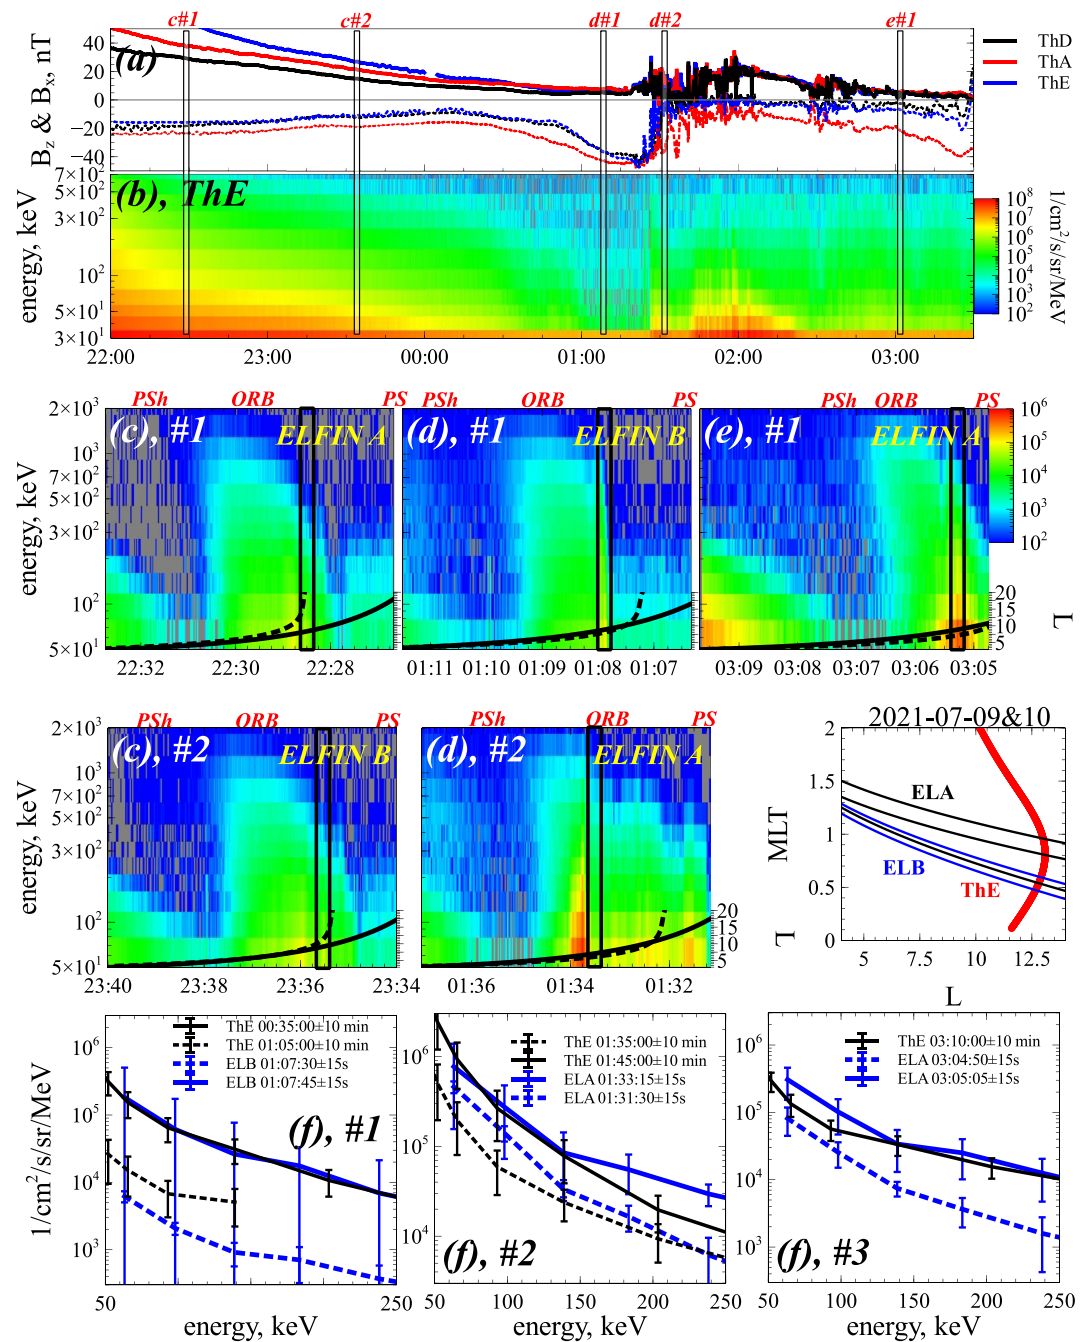 c#1 c#2 d#1 d#2 e#1
(a)
B_z & B_x, nT
40
20
0
−20
−40
ThD
ThA
ThE
(b), ThE
energy, keV
7×10²
5×10²
3×10²
10²
5×10¹
3×10¹
22:00 23:00 00:00 01:00 02:00 03:00
10⁸
10⁷
10⁶
10⁵
10⁴
10³
10²
1/cm²/s/sr/MeV
PSh ORB PS PSh ORB PS PSh ORB PS
(c), #1 ELFIN A
(d), #1 ELFIN B
(e), #1 ELFIN A
energy, keV
2×10³
10³
5×10²
3×10²
10²
5×10¹
22:32 22:30 22:28
01:11 01:10 01:09 01:08 01:07
03:09 03:08 03:07 03:06 03:05
10⁶
10⁵
10⁴
10³
10²
20
15
10
5
L
PSh ORB PS PSh ORB PS
(c), #2 ELFIN B
(d), #2 ELFIN A
energy, keV
2×10³
10³
5×10²
3×10²
10²
5×10¹
23:40 23:38 23:36 23:34
01:36 01:34 01:32
20
15
10
5
L
2021-07-09&10
MLT
2
1.5
1
0.5
0
ELA
ELB
ThE
5 7.5 10 12.5
L
1/cm²/s/sr/MeV
10⁶
10⁵
10⁴
10³
ThE 00:35:00±10 min
ThE 01:05:00±10 min
ELB 01:07:30±15s
ELB 01:07:45±15s
(f), #1
50 250
energy, keV
10⁶
10⁵
10⁴
ThE 01:35:00±10 min
ThE 01:45:00±10 min
ELA 01:33:15±15s
ELA 01:31:30±15s
(f), #2
50 100 150 200 250
energy, keV
10⁶
10⁵
10⁴
10³
ThE 03:10:00±10 min
ELA 03:04:50±15s
ELA 03:05:05±15s
(f), #3
50 100 150 200 250
energy, keV